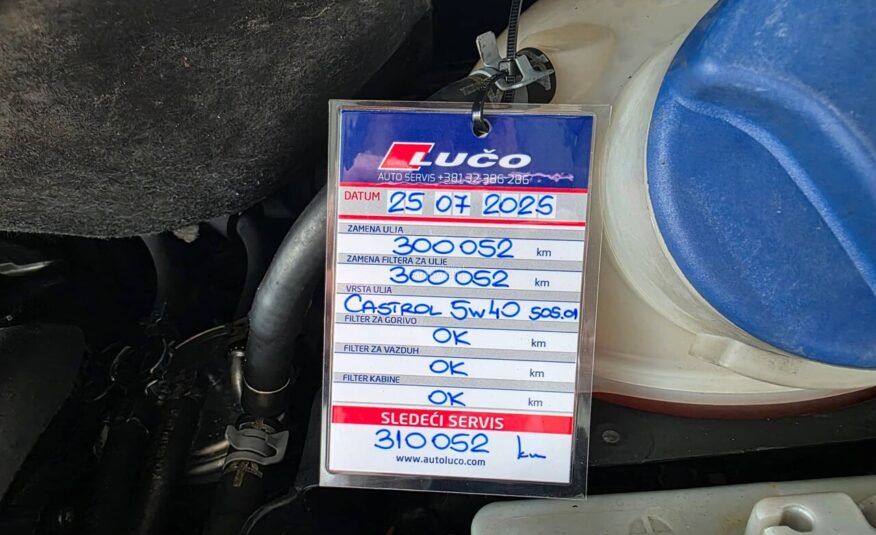 LUČO
AUTO SERVIS +381 32 386 286
DATUM 25 07 2025
ZAMENA ULJA
300052 km
ZAMENA FILTERA ZA ULJE
300052 km
VRSTA ULJA
CASTROL 5W40 505.01
FILTER ZA GORIVO
OK km
FILTER ZA VAZDUH
OK km
FILTER KABINE
OK km
SLEDEĆI SERVIS
310052 km
www.autoluco.com